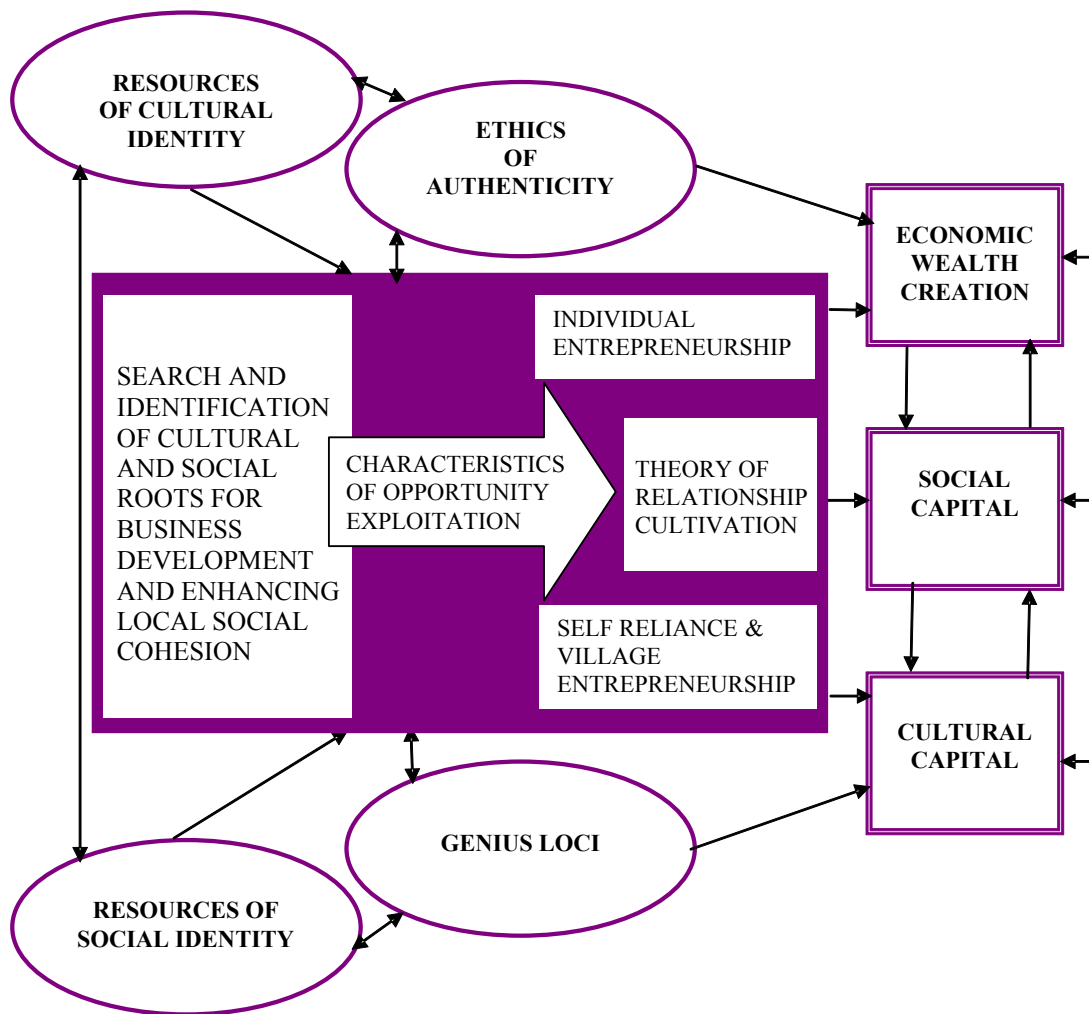 RESOURCES
OF CULTURAL
IDENTITY
ETHICS
OF
AUTHENTICITY
ECONOMIC
WEALTH
CREATION
INDIVIDUAL
ENTREPRENEURSHIP
SEARCH AND
IDENTIFICATION
OF CULTURAL
AND SOCIAL
ROOTS FOR
BUSINESS
DEVELOPMENT
AND ENHANCING
LOCAL SOCIAL
COHESION
CHARACTERISTICS
OF OPPORTUNITY
EXPLOITATION
THEORY OF
RELATIONSHIP
CULTIVATION
SOCIAL
CAPITAL
SELF RELIANCE &
VILLAGE
ENTREPRENEURSHIP
CULTURAL
CAPITAL
GENIUS LOCI
RESOURCES OF
SOCIAL IDENTITY